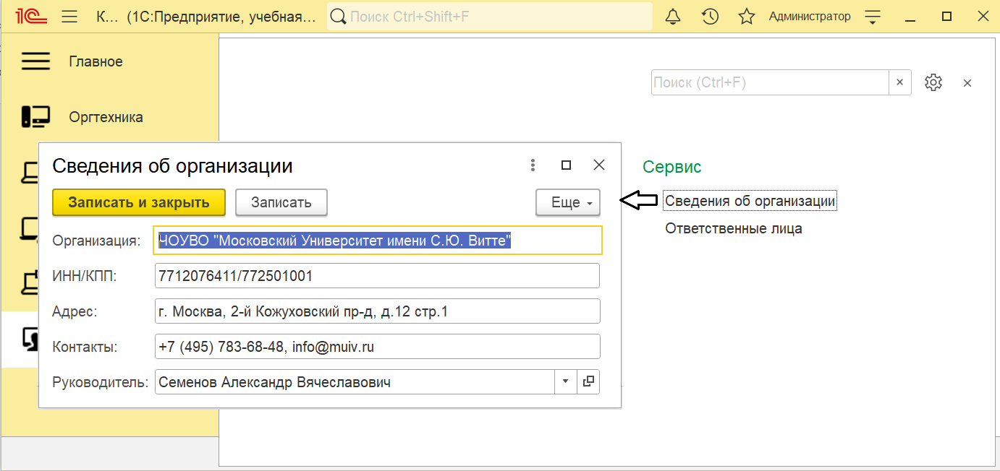 1С К... (1С:Предприятие, учебная... Поиск Ctrl+Shift+F Администратор
Главное
Поиск (Ctrl+F)
Оргтехника
Сведения об организации
Сервис
Записать и закрыть Записать Еще
Сведения об организации
Ответственные лица
Организация: ЧОУВО "Московский Университет имени С.Ю. Витте"
ИНН/КПП: 7712076411/772501001
Адрес: г. Москва, 2-й Кожуховский пр-д, д.12 стр.1
Контакты: +7 (495) 783-68-48, info@muiv.ru
Руководитель: Семенов Александр Вячеславович